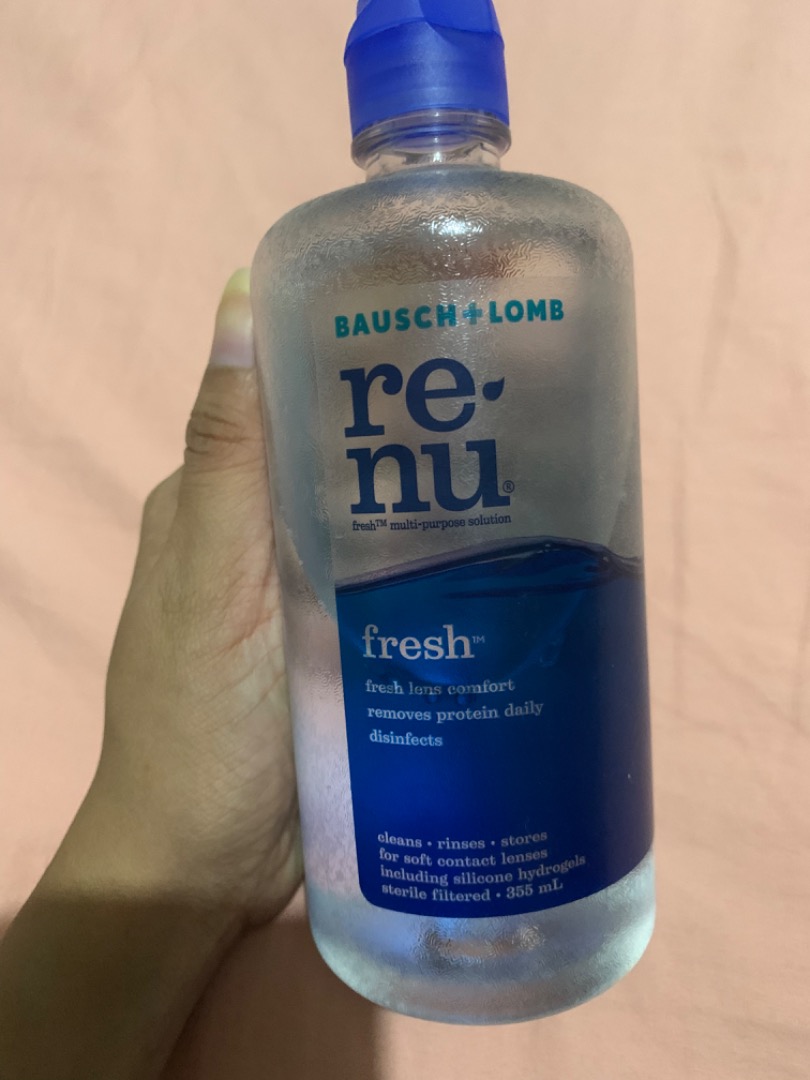 BAUSCH + LOMB
re
nu®
fresh™ multi-purpose solution
fresh™
fresh lens comfort
removes protein daily
disinfects
cleans • rinses • stores
for soft contact lenses
including silicone hydrogels
sterile filtered • 355 mL